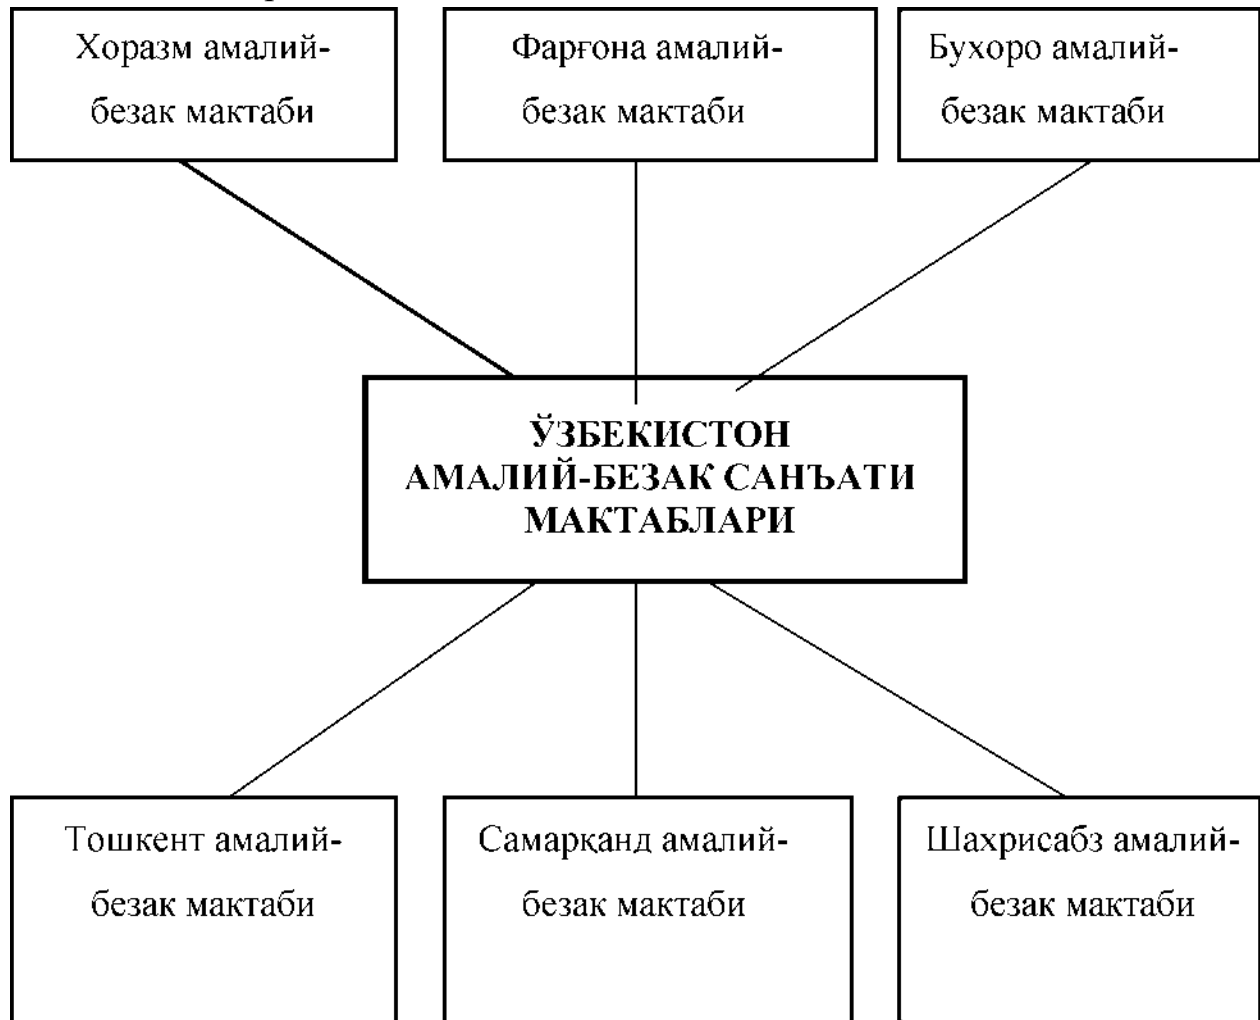 Хоразм амалий-
безак мактаби
Фарғона амалий-
безак мактаби
Бухоро амалий-
безак мактаби
ЎЗБЕКИСТОН
АМАЛИЙ-БЕЗАК САНЪАТИ
МАКТАБЛАРИ
Тошкент амалий-
безак мактаби
Самарқанд амалий-
безак мактаби
Шахрисабз амалий-
безак мактаби